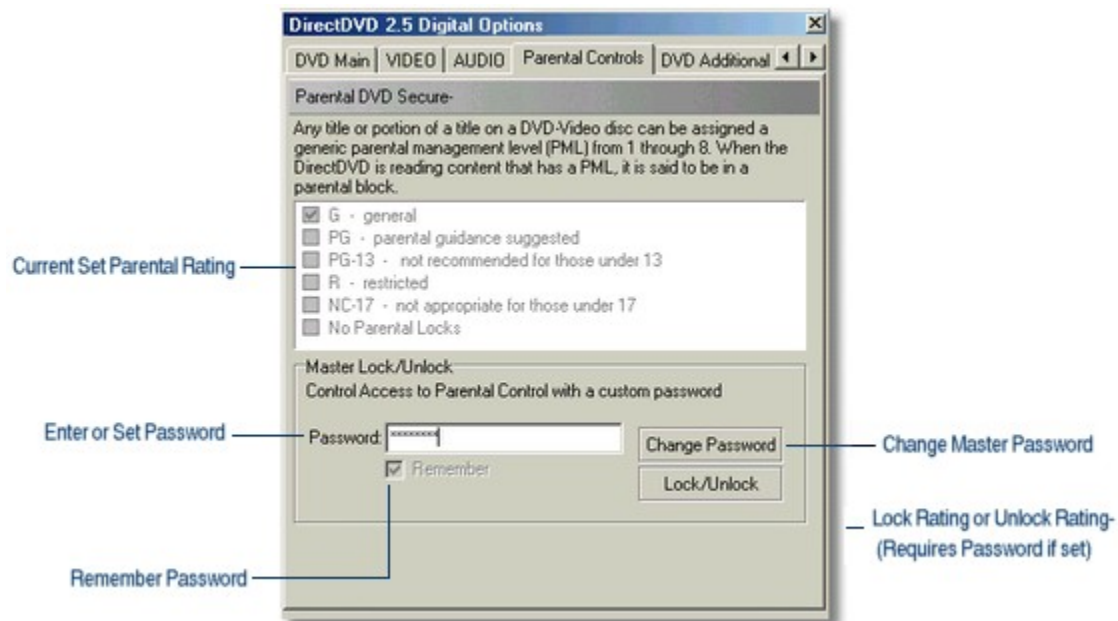 DirectDVD 2.5 Digital Options
DVD Main VIDEO AUDIO Parental Controls DVD Additional
Parental DVD Secure-
Any title or portion of a title on a DVD-Video disc can be assigned a
generic parental management level (PML) from 1 through 8. When the
DirectDVD is reading content that has a PML, it is said to be in a
parental block.
G - general
PG - parental guidance suggested
PG-13 - not recommended for those under 13
R - restricted
NC-17 - not appropriate for those under 17
No Parental Locks
Current Set Parental Rating
Master Lock/Unlock
Control Access to Parental Control with a custom password
Enter or Set Password
Password: --------
Change Password
Change Master Password
Remember
Lock/Unlock
Lock Rating or Unlock Rating-
(Requires Password if set)
Remember Password